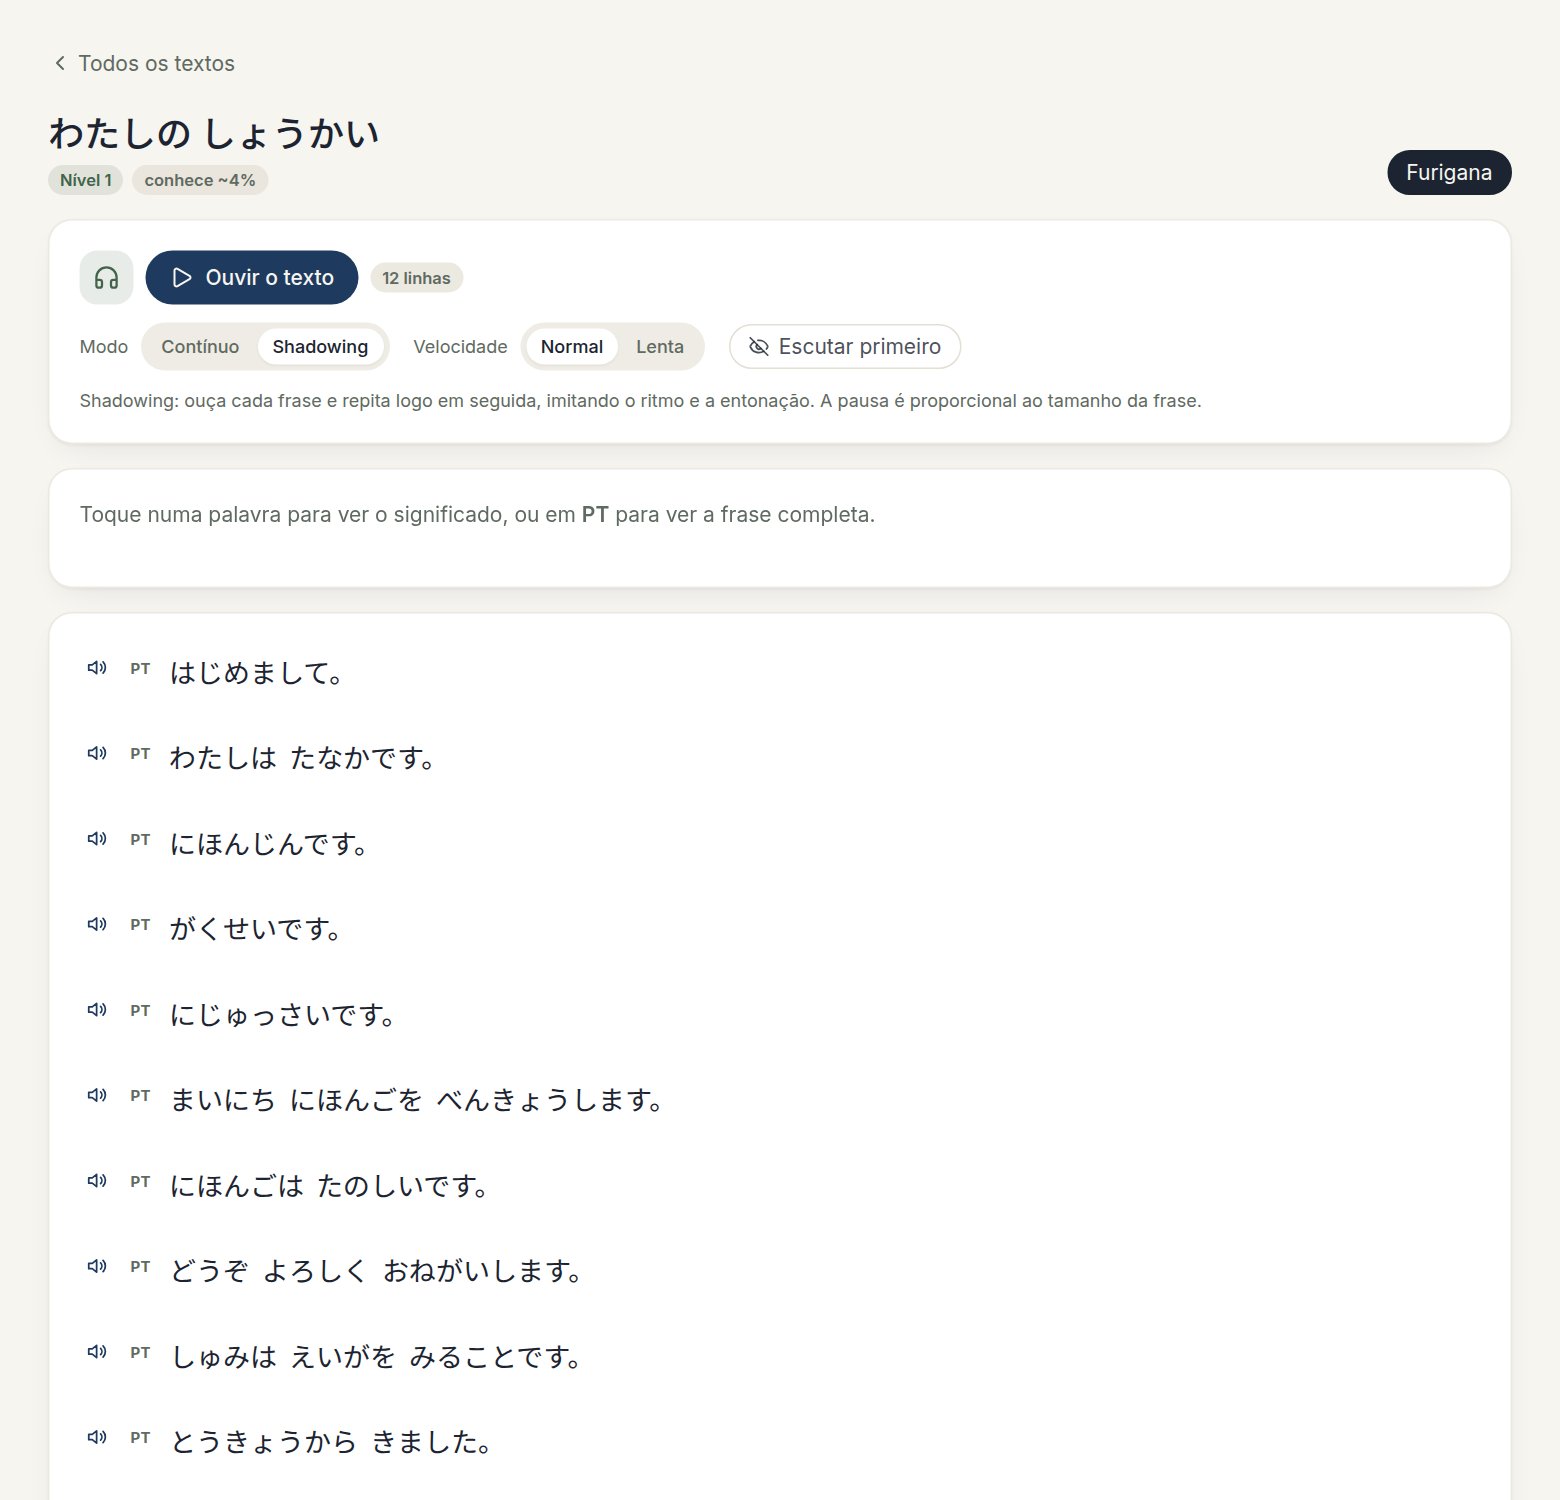 Todos os textos
わたしの しょうかい
Nível 1 conhece ~4%
Furigana
Ouvir o texto 12 linhas
Modo Contínuo Shadowing Velocidade Normal Lenta Escutar primeiro
Shadowing: ouça cada frase e repita logo em seguida, imitando o ritmo e a entonação. A pausa é proporcional ao tamanho da frase.
Toque numa palavra para ver o significado, ou em PT para ver a frase completa.
PT はじめまして。
PT わたしは たなかです。
PT にほんじんです。
PT がくせいです。
PT にじゅっさいです。
PT まいにち にほんごを べんきょうします。
PT にほんごは たのしいです。
PT どうぞ よろしく おねがいします。
PT しゅみは えいがを みることです。
PT とうきょうから きました。